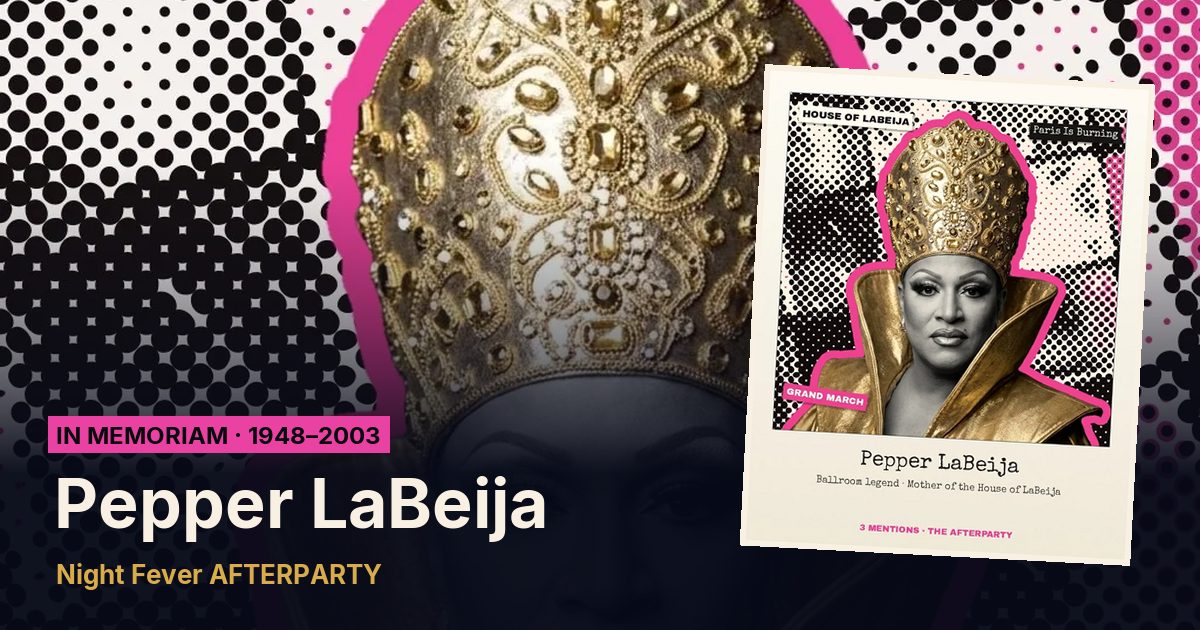 IN MEMORIAM · 1948–2003
Pepper LaBeija
Night Fever AFTERPARTY
HOUSE OF LABEIJA
Paris Is Burning
GRAND MARCH
Pepper LaBeija
Ballroom legend · Mother of the House of LaBeija
3 MENTIONS · THE AFTERPARTY